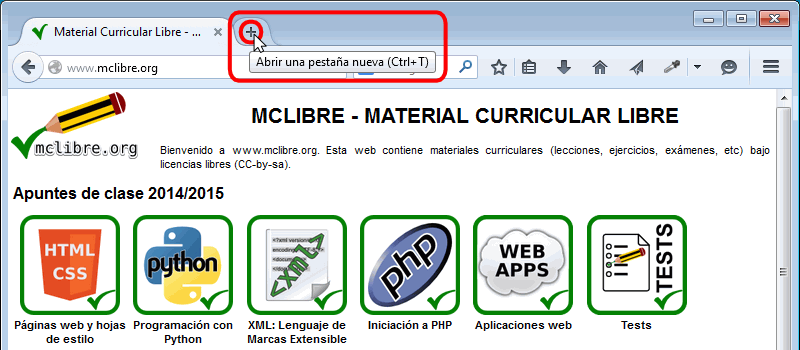 Material Curricular Libre - ...
Abrir una pestaña nueva (Ctrl+T)
www.mclibre.org
MCLIBRE - MATERIAL CURRICULAR LIBRE
mclibre.org
Bienvenido a www.mclibre.org. Esta web contiene materiales curriculares (lecciones, ejercicios, exámenes, etc) bajo
licencias libres (CC-by-sa).
Apuntes de clase 2014/2015
HTML
CSS
python
<xml>
php
WEB
APPS
TESTS
Páginas web y hojas
de estilo
Programación con
Python
XML: Lenguaje de
Marcas Extensible
Iniciación a PHP
Aplicaciones web
Tests